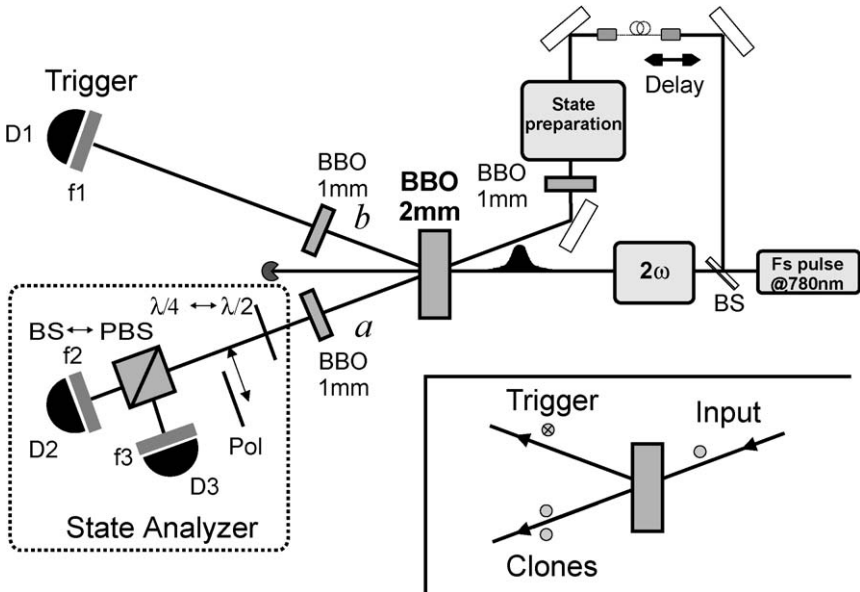 Trigger
D1
f1
BBO
1mm
b
BBO
2mm
BBO
1mm
State
preparation
Delay
2ω
BS
Fs pulse
@780nm
λ/4 ↔ λ/2
a
BBO
1mm
BS↔PBS
f2
D2
f3
D3
Pol
State Analyzer
Trigger
Input
Clones